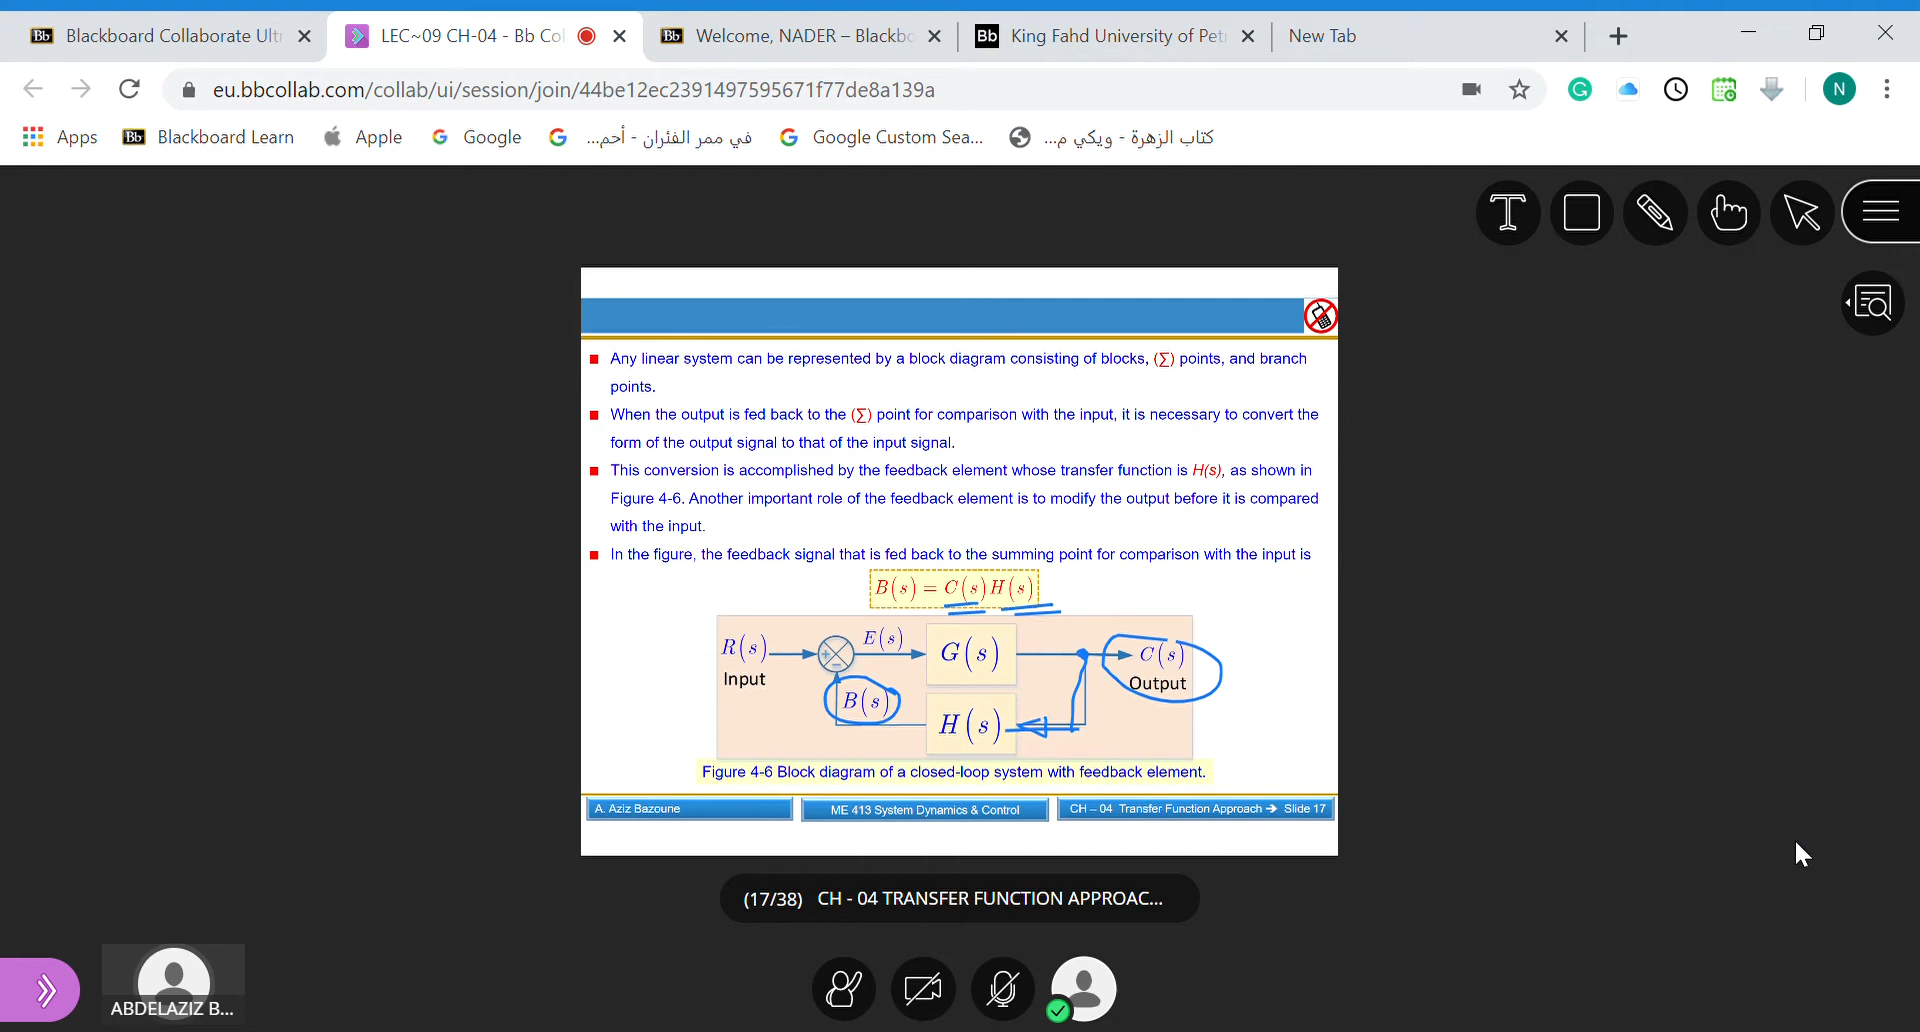 Blackboard Collaborate Ult
LEC~09 CH-04 - Bb Co
Welcome, NADER – Blackb
King Fahd University of Pet
New Tab
eu.bbcollab.com/collab/ui/session/join/44be12ec2391497595671f77de8a139a
N
Apps
Bb
Blackboard Learn
Apple
Google
في ممر الفئران - أحم...
Google Custom Sea...
كتاب الزهرة - ويكي م...
T
Any linear system can be represented by a block diagram consisting of blocks, (∑) points, and branch
points.
When the output is fed back to the (∑) point for comparison with the input, it is necessary to convert the
form of the output signal to that of the input signal.
This conversion is accomplished by the feedback element whose transfer function is H(s), as shown in
Figure 4-6. Another important role of the feedback element is to modify the output before it is compared
with the input.
In the figure, the feedback signal that is fed back to the summing point for comparison with the input is
B(s) = C(s)H(s)
R(s)
Input
E(s)
G(s)
C(s)
Output
B(s)
H(s)
Figure 4-6 Block diagram of a closed-loop system with feedback element.
A. Aziz Bazoune
ME 413 System Dynamics & Control
CH – 04 Transfer Function Approach → Slide 17
(17/38) CH - 04 TRANSFER FUNCTION APPROAC...
ABDELAZIZ B...